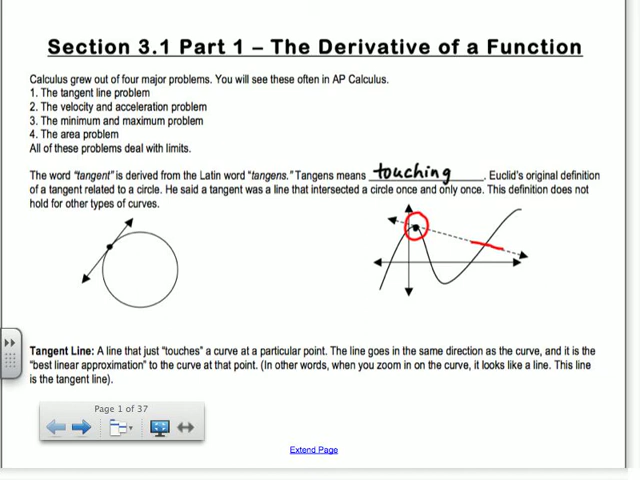 Section 3.1 Part 1 – The Derivative of a Function
Calculus grew out of four major problems. You will see these often in AP Calculus.
1. The tangent line problem
2. The velocity and acceleration problem
3. The minimum and maximum problem
4. The area problem
All of these problems deal with limits.
The word "tangent" is derived from the Latin word "tangens." Tangens means touching. Euclid's original definition
of a tangent related to a circle. He said a tangent was a line that intersected a circle once and only once. This definition does not
hold for other types of curves.
Tangent Line: A line that just "touches" a curve at a particular point. The line goes in the same direction as the curve, and it is the
"best linear approximation" to the curve at that point. (In other words, when you zoom in on the curve, it looks like a line. This line
is the tangent line).
Page 1 of 37
Extend Page